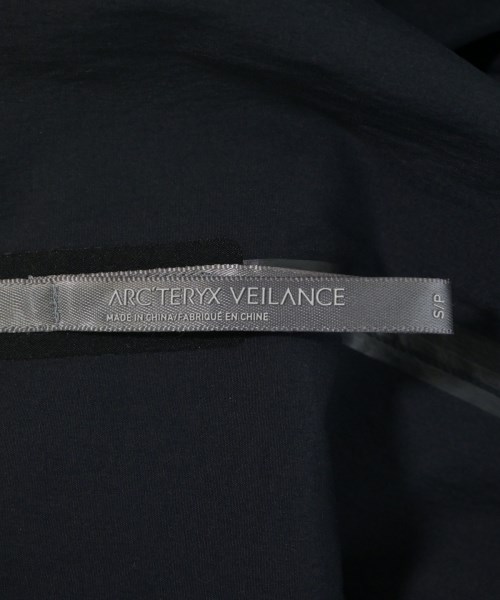 ARC'TERYX VEILANCE
MADE IN CHINA/FABRIQUÉ EN CHINE
S/P